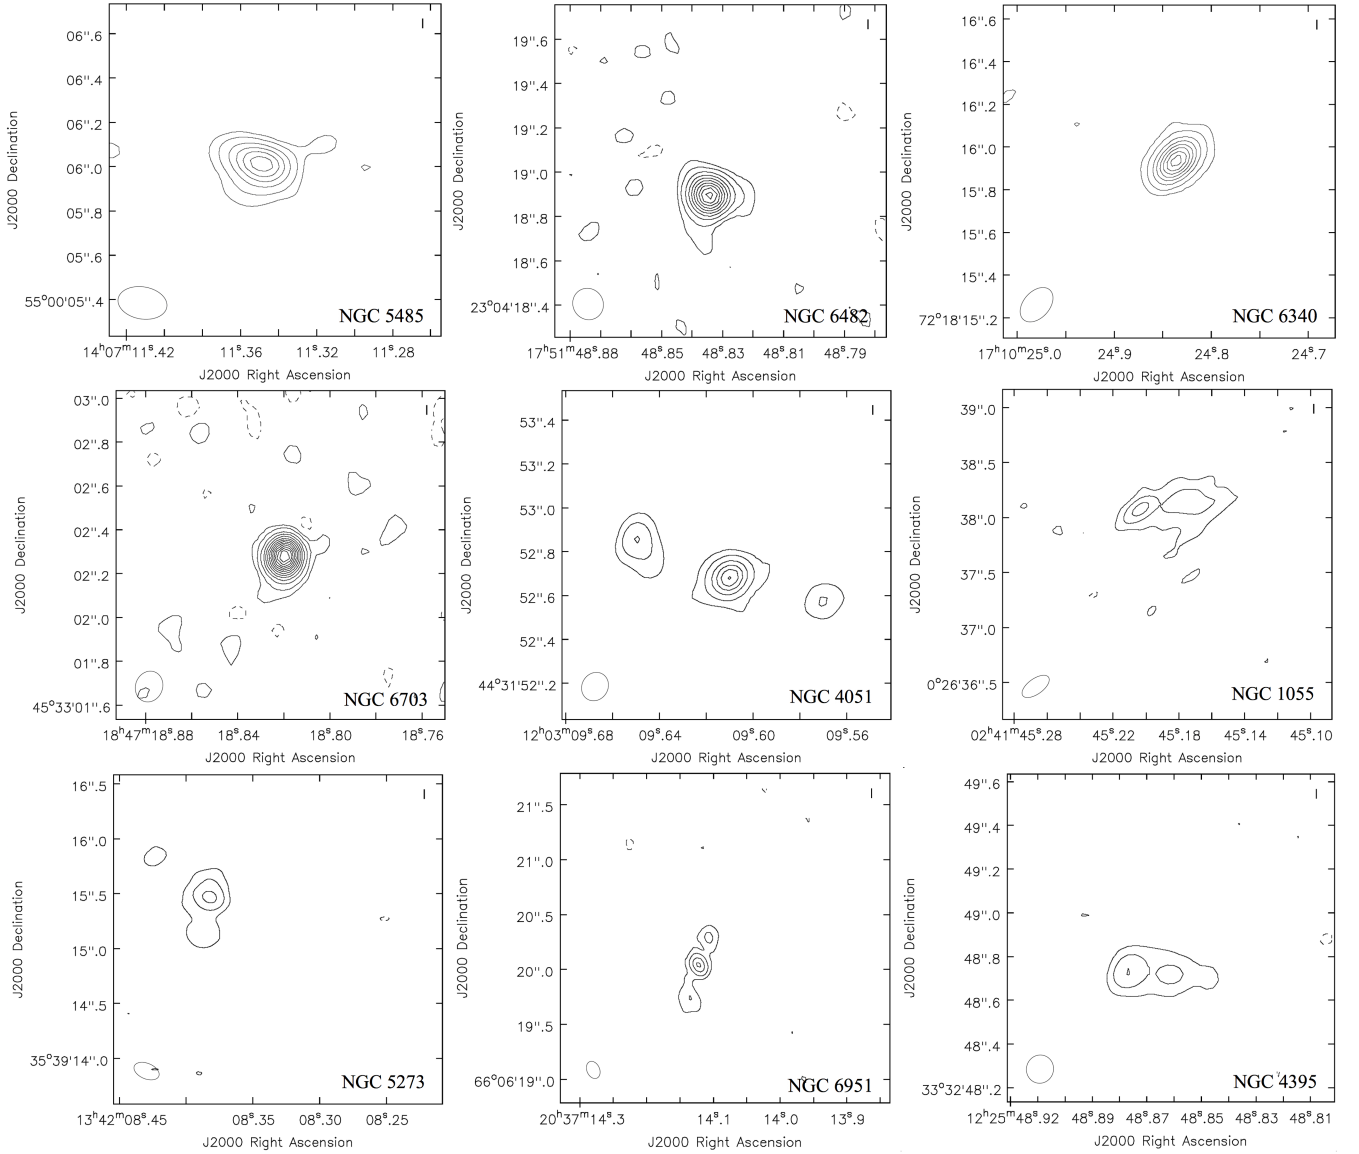 J2000 Declination
06".6
06".4
06".2
06".0
05".8
05".6
55°00'05".4
I
NGC 5485
14ʰ07ᵐ11ˢ.42 11ˢ.36 11ˢ.32 11ˢ.28
J2000 Right Ascension
J2000 Declination
19".6
19".4
19".2
19".0
18".8
18".6
23°04'18".4
NGC 6482
17ʰ51ᵐ48ˢ.88 48ˢ.85 48ˢ.83 48ˢ.81 48ˢ.79
J2000 Right Ascension
J2000 Declination
16".6
16".4
16".2
16".0
15".8
15".6
15".4
72°18'15".2
I
NGC 6340
17ʰ10ᵐ25ˢ.0 24ˢ.9 24ˢ.8 24ˢ.7
J2000 Right Ascension
J2000 Declination
03".0
02".8
02".6
02".4
02".2
02".0
01".8
45°33'01".6
I
NGC 6703
18ʰ47ᵐ18ˢ.88 18ˢ.84 18ˢ.80 18ˢ.76
J2000 Right Ascension
J2000 Declination
53".4
53".2
53".0
52".8
52".6
52".4
44°31'52".2
I
NGC 4051
12ʰ03ᵐ09ˢ.68 09ˢ.64 09ˢ.60 09ˢ.56
J2000 Right Ascension
J2000 Declination
39".0
38".5
38".0
37".5
37".0
0°26'36".5
I
NGC 1055
02ʰ41ᵐ45ˢ.28 45ˢ.22 45ˢ.18 45ˢ.14 45ˢ.10
J2000 Right Ascension
J2000 Declination
16".5
16".0
15".5
15".0
14".5
35°39'14".0
I
NGC 5273
13ʰ42ᵐ08ˢ.45 08ˢ.35 08ˢ.30 08ˢ.25
J2000 Right Ascension
J2000 Declination
21".5
21".0
20".5
20".0
19".5
66°06'19".0
I
NGC 6951
20ʰ37ᵐ14ˢ.3 14ˢ.1 14ˢ.0 13ˢ.9
J2000 Right Ascension
J2000 Declination
49".6
49".4
49".2
49".0
48".8
48".6
48".4
33°32'48".2
I
NGC 4395
12ʰ25ᵐ48ˢ.92 48ˢ.89 48ˢ.87 48ˢ.85 48ˢ.83 48ˢ.81
J2000 Right Ascension